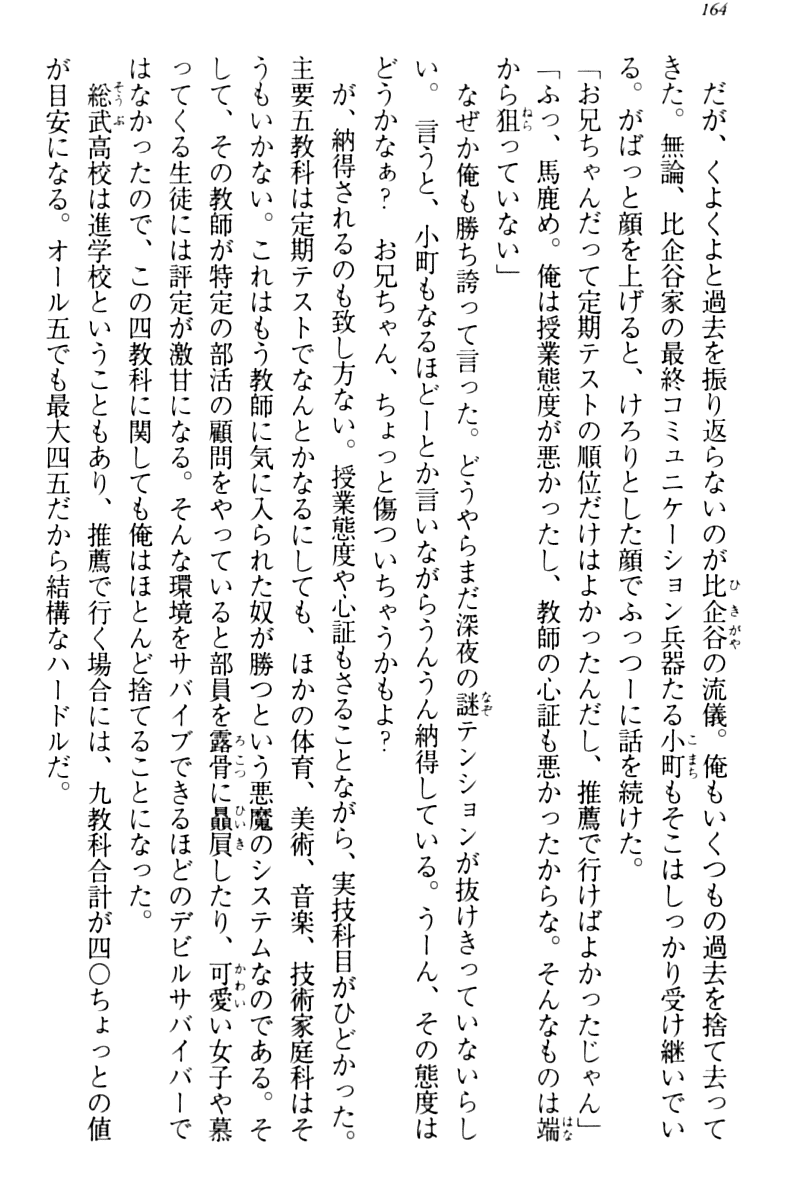 164
だが、くよくよと過去を振り返らないのが比企谷の流儀。俺もいくつもの過去を捨て去って
きた。無論、比企谷家の最終コミュニケーション兵器たる小町もそこはしっかり受け継いでい
る。がばっと顔を上げると、けろりとした顔でふっつーに話を続けた。
「お兄ちゃんだって定期テストの順位だけはよかったんだし、推薦で行けばよかったじゃん」
「ふっ、馬鹿め。俺は授業態度が悪かったし、教師の心証も悪かったからな。そんなものは端
から狙っていない」
なぜか俺も勝ち誇って言った。どうやらまだ深夜の謎テンションが抜けきっていないらし
い。言うと、小町もなるほどーとか言いながらうんうん納得している。うーん、その態度は
どうかなぁ？　お兄ちゃん、ちょっと傷ついちゃうかもよ？
が、納得されるのも致し方ない。授業態度や心証もさることながら、実技科目がひどかった。
主要五教科は定期テストでなんとかなるにしても、ほかの体育、美術、音楽、技術家庭科はそ
うもいかない。これはもう教師に気に入られた奴が勝つという悪魔のシステムなのである。そ
して、その教師が特定の部活の顧問をやっていると部員を露骨に贔屓したり、可愛い女子や慕
ってくる生徒には評定が激甘になる。そんな環境をサバイブできるほどのデビルサバイバーで
はなかったので、この四教科に関しても俺はほとんど捨てることになった。
総武高校は進学校ということもあり、推薦で行く場合には、九教科合計が四〇ちょっとの値
が目安になる。オール五でも最大四五だから結構なハードルだ。